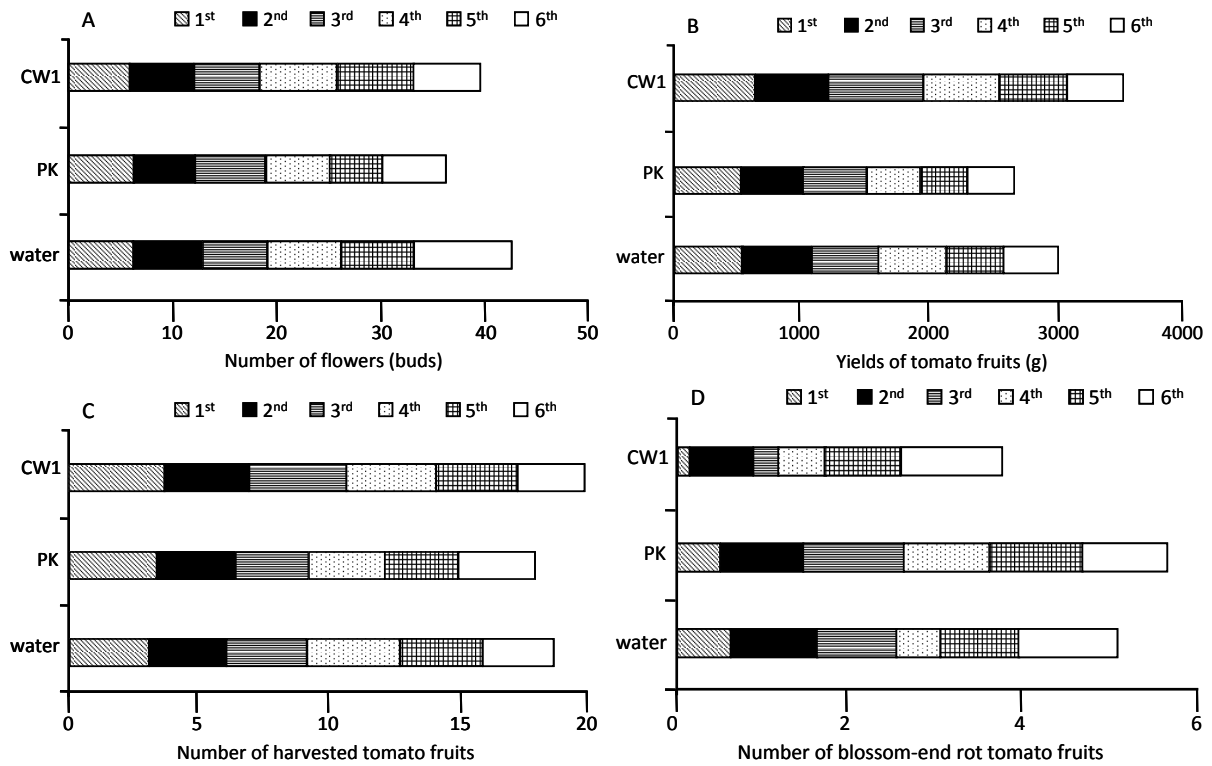 A
1st 2nd 3rd 4th 5th 6th
CW1
PK
water
0 10 20 30 40 50
Number of flowers (buds)
B
1st 2nd 3rd 4th 5th 6th
CW1
PK
water
0 1000 2000 3000 4000
Yields of tomato fruits (g)
C
1st 2nd 3rd 4th 5th 6th
CW1
PK
water
0 5 10 15 20
Number of harvested tomato fruits
D
1st 2nd 3rd 4th 5th 6th
CW1
PK
water
0 2 4 6
Number of blossom-end rot tomato fruits